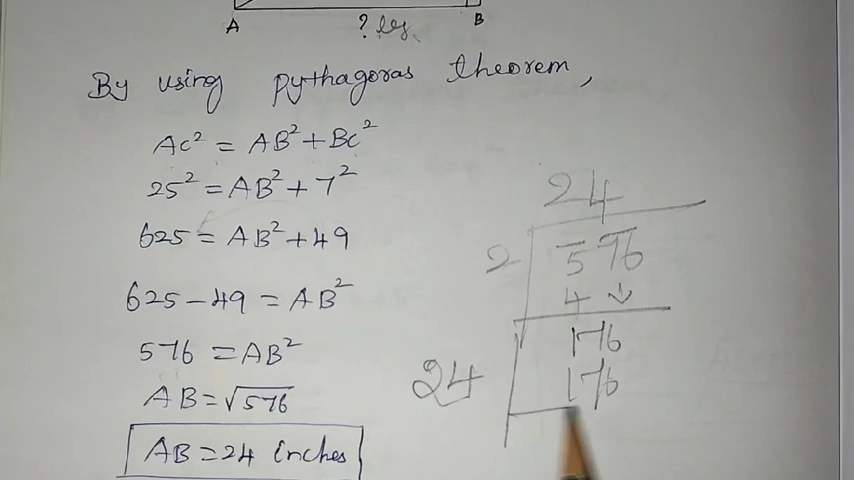 A ? leg B
By using pythagoras theorem,
AC² = AB² + BC²
25² = AB² + 7²
625 = AB² + 49
625 - 49 = AB²
576 = AB²
AB = √576
AB = 24 inches
24
2 576
4 ↓
176
24 176